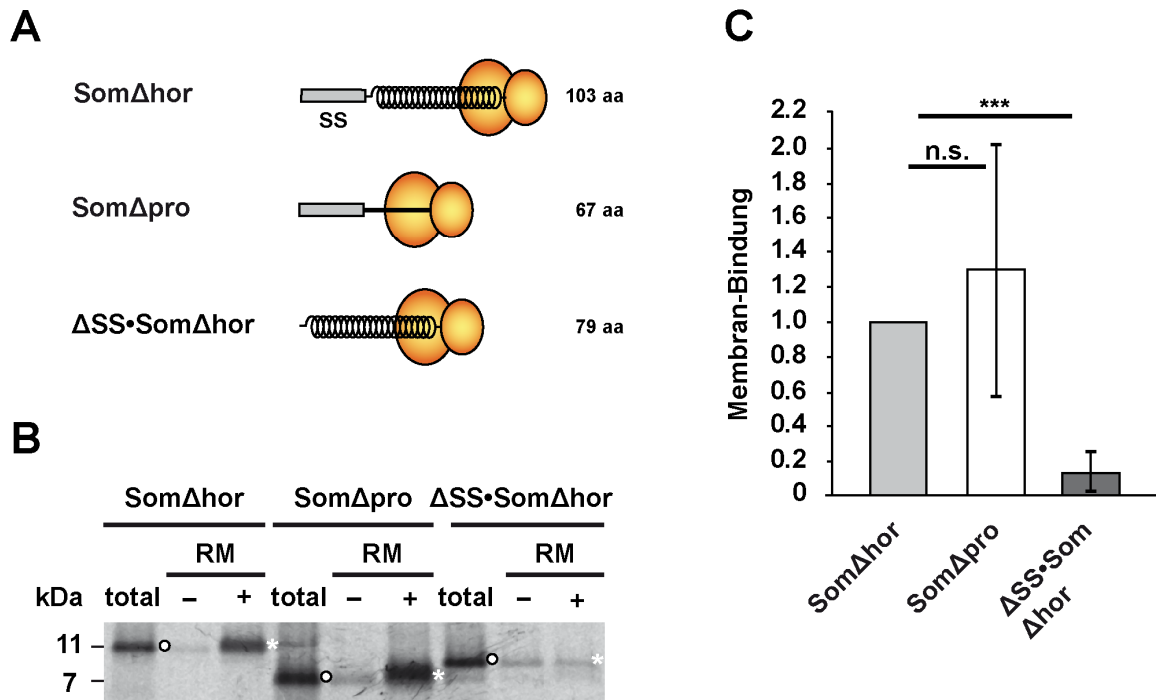 A
SomΔhor
SS
103 aa
SomΔpro
67 aa
ΔSS•SomΔhor
79 aa
B
SomΔhor SomΔpro ΔSS•SomΔhor
RM RM RM
kDa total – + total – + total – +
11
7
C
Membran-Bindung
2.2
2.0
1.8
1.6
1.4
1.2
1.0
0.8
0.6
0.4
0.2
0
***
n.s.
SomΔhor
SomΔpro
ΔSS•Som
Δhor